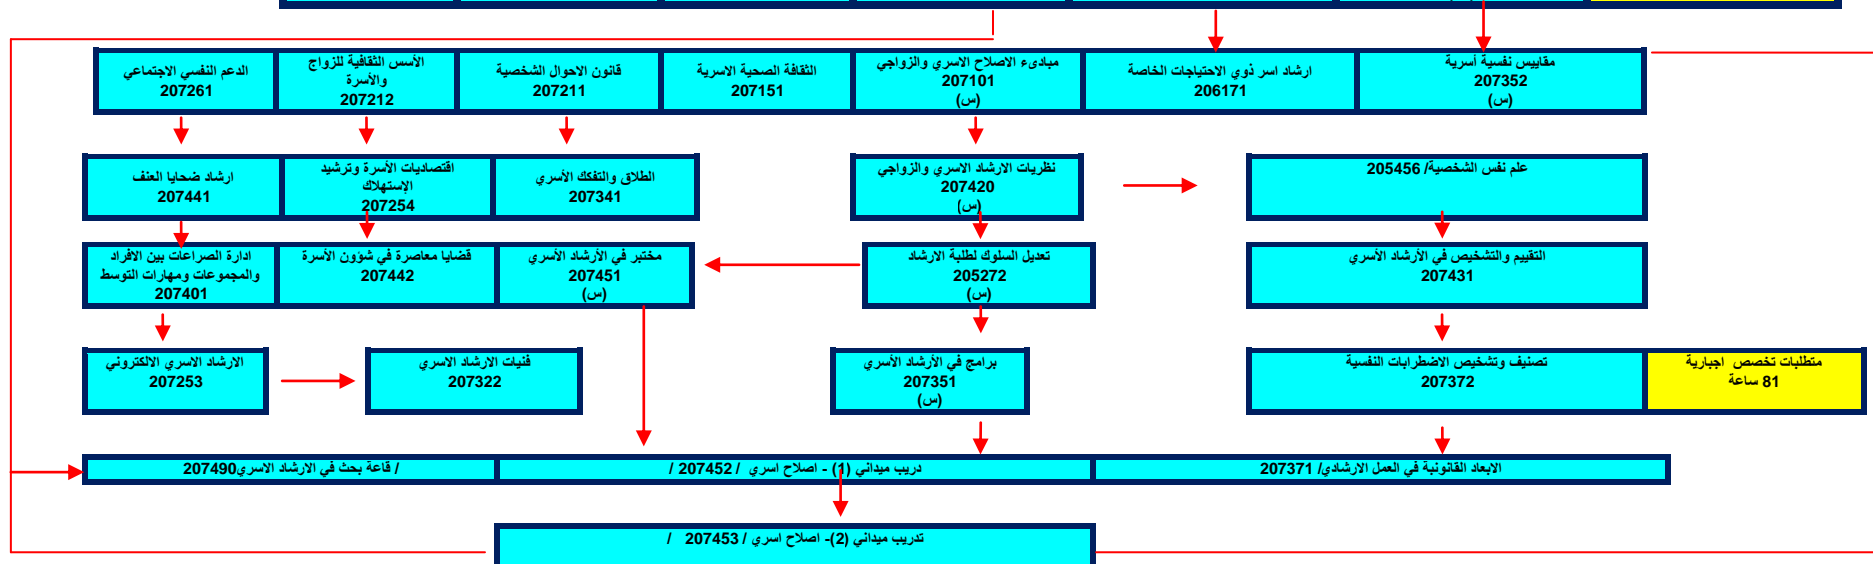 مقاييس نفسية أسرية
207352
(س)
ارشاد اسر ذوي الاحتياجات الخاصة
206171
مبادىء الاصلاح الاسري والزواجي
207101
(س)
الثقافة الصحية الاسرية
207151
قانون الاحوال الشخصية
207211
الأسس الثقافية للزواج
والأسرة
207212
الدعم النفسي الاجتماعي
207261
علم نفس الشخصية/ 205456
نظريات الارشاد الاسري والزواجي
207420
(س)
الطلاق والتفكك الأسري
207341
اقتصاديات الأسرة وترشيد
الإستهلاك
207254
ارشاد ضحايا العنف
207441
التقييم والتشخيص في الأرشاد الأسري
207431
تعديل السلوك لطلبة الارشاد
205272
(س)
مختبر في الأرشاد الأسري
207451
(س)
قضايا معاصرة في شؤون الأسرة
207442
ادارة الصراعات بين الافراد
والمجموعات ومهارات التوسط
207401
متطلبات تخصص اجبارية
81 ساعة
تصنيف وتشخيص الاضطرابات النفسية
207372
برامج في الأرشاد الأسري
207351
(س)
فنيات الارشاد الاسري
207322
الارشاد الاسري الالكتروني
207253
الابعاد القانونية في العمل الارشادي/ 207371
دريب ميداني (1) - اصلاح اسري / 207452 /
/ قاعة بحث في الارشاد الاسري207490
تدريب ميداني (2)- اصلاح اسري / 207453 /